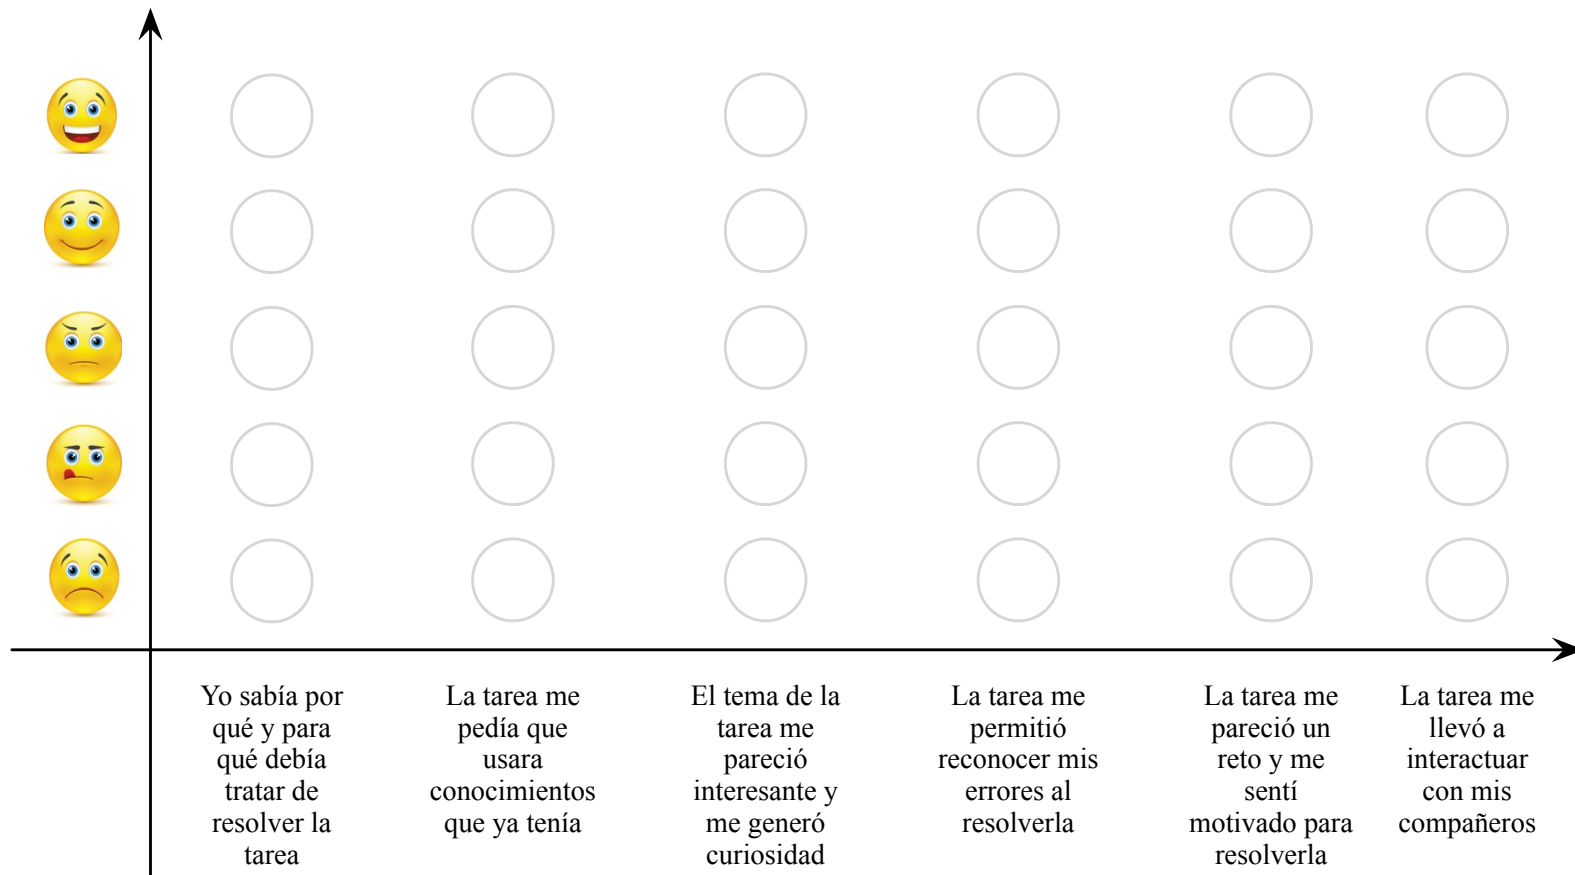 Yo sabía por
qué y para
qué debía
tratar de
resolver la
tarea
La tarea me
pedía que
usara
conocimientos
que ya tenía
El tema de la
tarea me
pareció
interesante y
me generó
curiosidad
La tarea me
permitió
reconocer mis
errores al
resolverla
La tarea me
pareció un
reto y me
sentí
motivado para
resolverla
La tarea me
llevó a
interactuar
con mis
compañeros